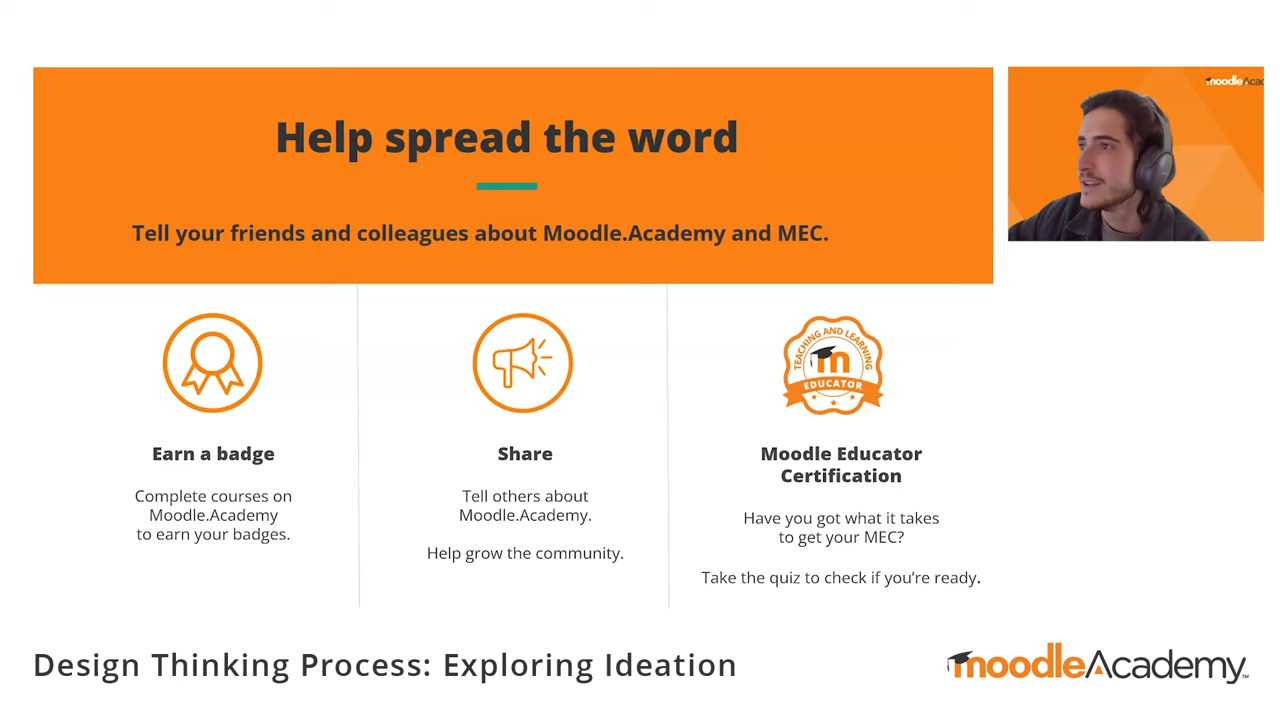 Help spread the word
Tell your friends and colleagues about Moodle.Academy and MEC.
moodleAcad
TEACHING AND LEARNING
m
EDUCATOR
Earn a badge
Complete courses on
Moodle.Academy
to earn your badges.
Share
Tell others about
Moodle.Academy.
Help grow the community.
Moodle Educator
Certification
Have you got what it takes
to get your MEC?
Take the quiz to check if you're ready.
Design Thinking Process: Exploring Ideation
moodleAcademy™